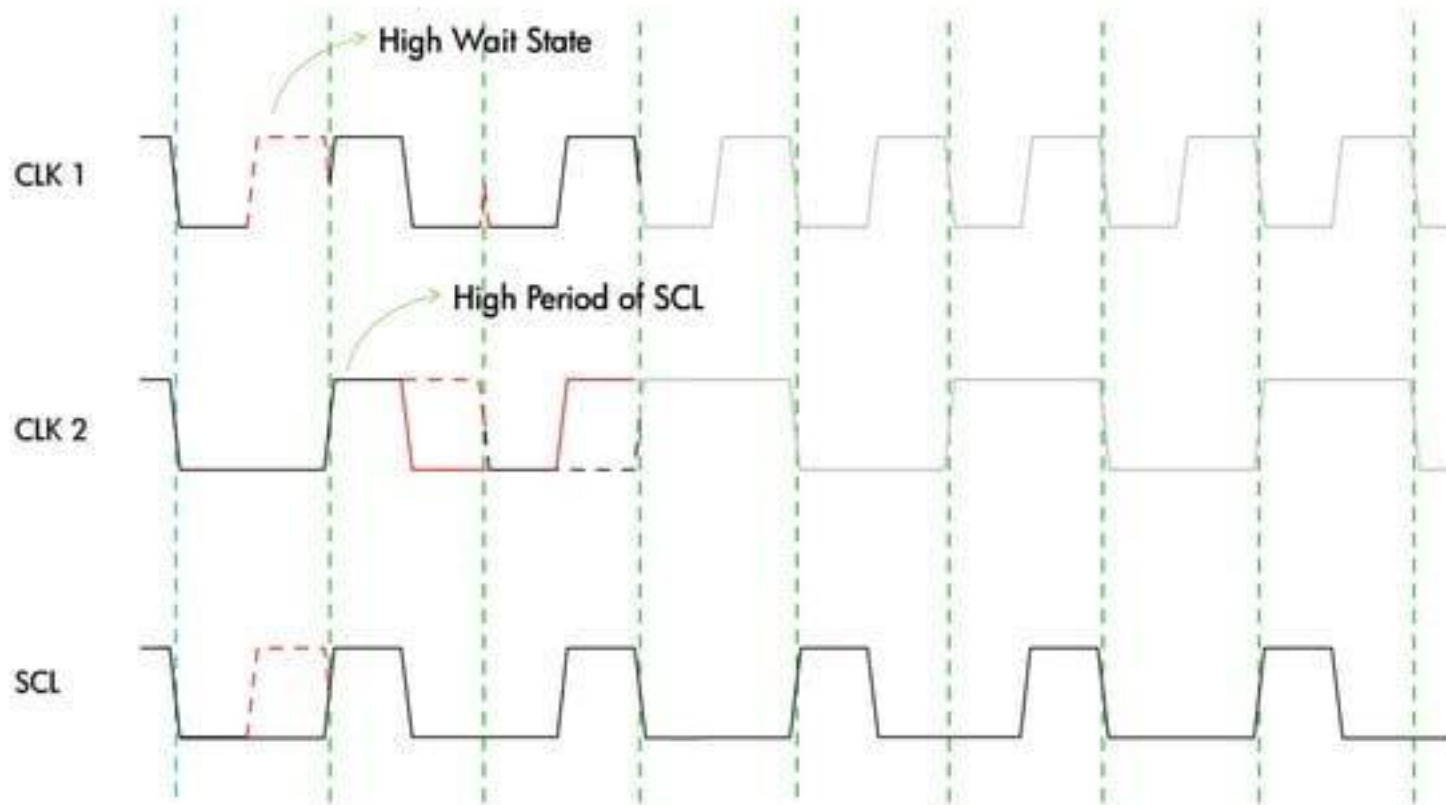 High Wait State
CLK 1
High Period of SCL
CLK 2
SCL